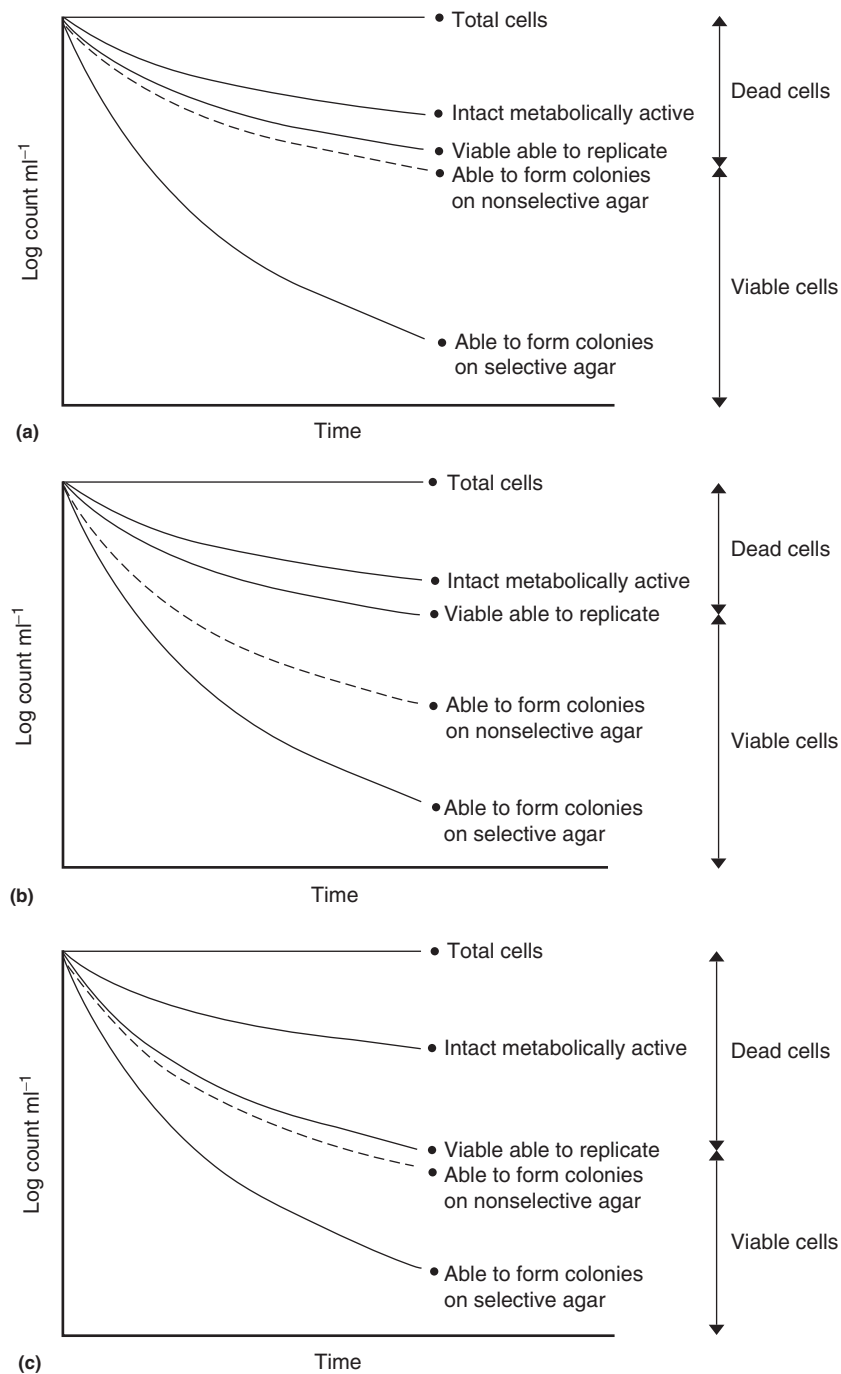 Total cells
Intact metabolically active
Viable able to replicate
Able to form colonies
on nonselective agar
Able to form colonies
on selective agar
Dead cells
Viable cells
Log count ml⁻¹
Time
(a)
Total cells
Intact metabolically active
Viable able to replicate
Able to form colonies
on nonselective agar
Able to form colonies
on selective agar
Dead cells
Viable cells
Log count ml⁻¹
Time
(b)
Total cells
Intact metabolically active
Viable able to replicate
Able to form colonies
on nonselective agar
Able to form colonies
on selective agar
Dead cells
Viable cells
Log count ml⁻¹
Time
(c)